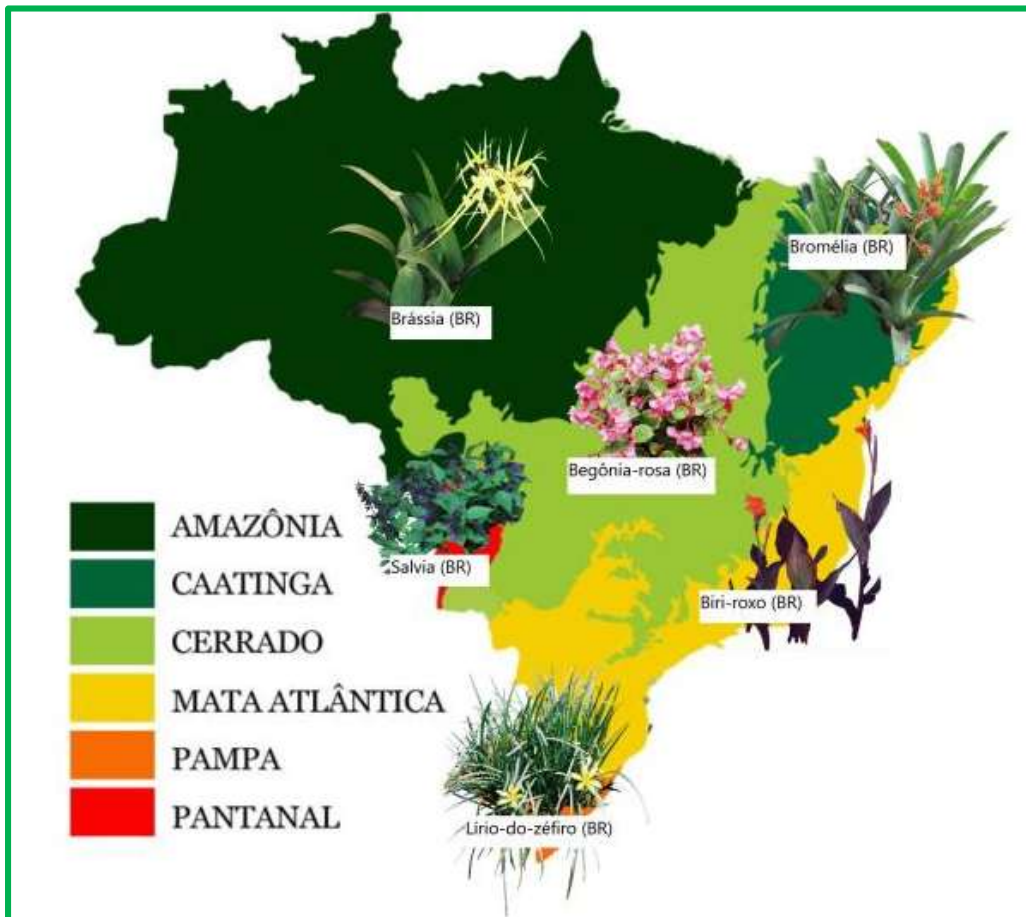 Bromélia (BR)
Brássia (BR)
Begônia-rosa (BR)
Salvia (BR)
Biri-roxo (BR)
Lírio-do-zéfiro (BR)
AMAZÔNIA
CAATINGA
CERRADO
MATA ATLÂNTICA
PAMPA
PANTANAL